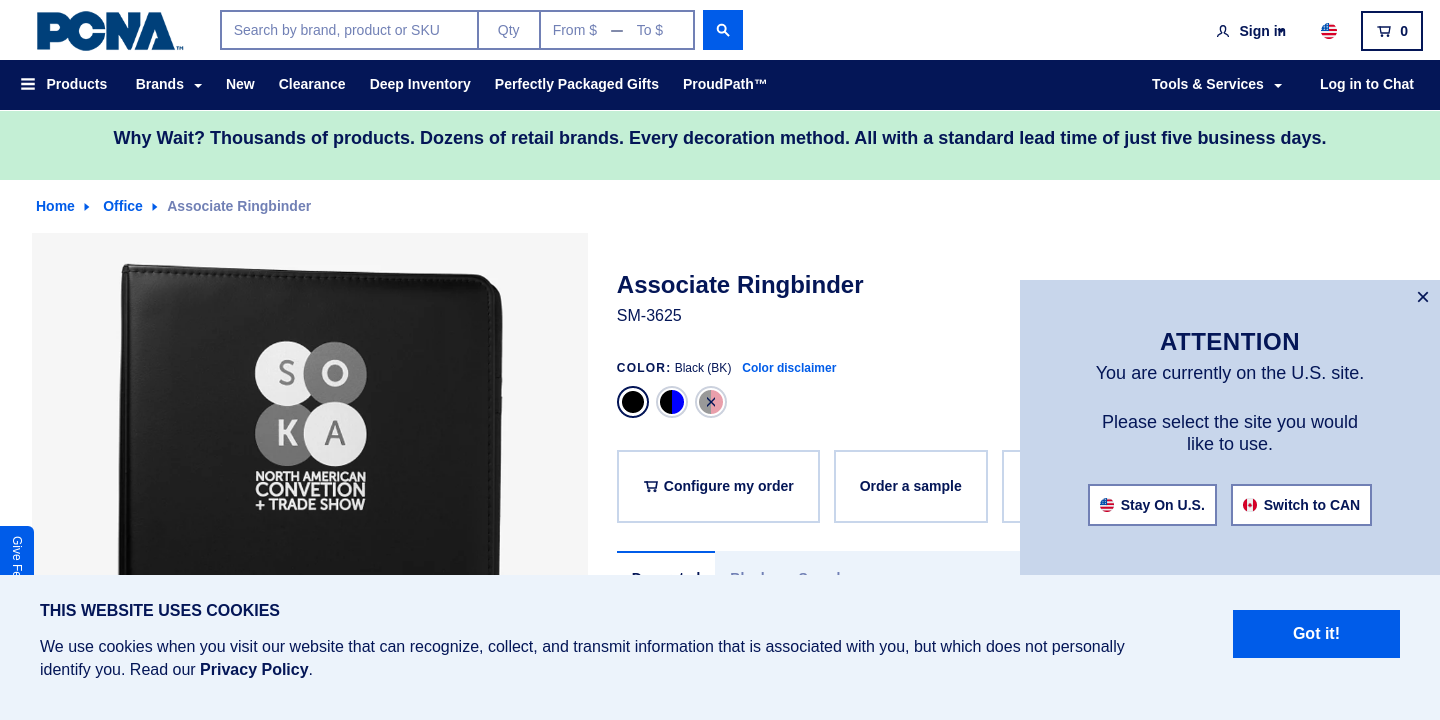 PCNA™
Search by brand, product or SKU
Qty
From $ — To $
Sign in
0
Products
Brands
New
Clearance
Deep Inventory
Perfectly Packaged Gifts
ProudPath™
Tools & Services
Log in to Chat
Why Wait? Thousands of products. Dozens of retail brands. Every decoration method. All with a standard lead time of just five business days.
Home
Office
Associate Ringbinder
SO
KA
NORTH AMERICAN
CONVETION
+ TRADE SHOW
Associate Ringbinder
SM-3625
COLOR: Black (BK) Color disclaimer
Configure my order
Order a sample
ATTENTION
You are currently on the U.S. site.
Please select the site you would
like to use.
Stay On U.S.
Switch to CAN
Give
THIS WEBSITE USES COOKIES
We use cookies when you visit our website that can recognize, collect, and transmit information that is associated with you, but which does not personally
identify you. Read our Privacy Policy.
Got it!